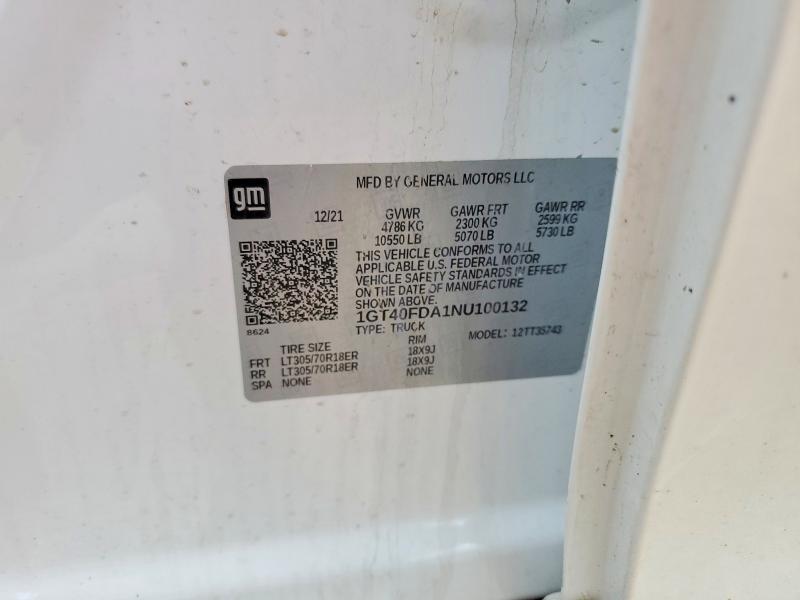 gm
MFD BY GENERAL MOTORS LLC
12/21 GVWR GAWR FRT GAWR RR
4786 KG 2300 KG 2599 KG
10550 LB 5070 LB 5730 LB
THIS VEHICLE CONFORMS TO ALL
APPLICABLE U.S. FEDERAL MOTOR
VEHICLE SAFETY STANDARDS IN EFFECT
ON THE DATE OF MANUFACTURE
SHOWN ABOVE.
1GT40FDA1NU100132
8624
TYPE: TRUCK MODEL: 12TT35743
TIRE SIZE RIM
FRT LT305/70R18ER 18X9J
RR LT305/70R18ER 18X9J
SPA NONE NONE